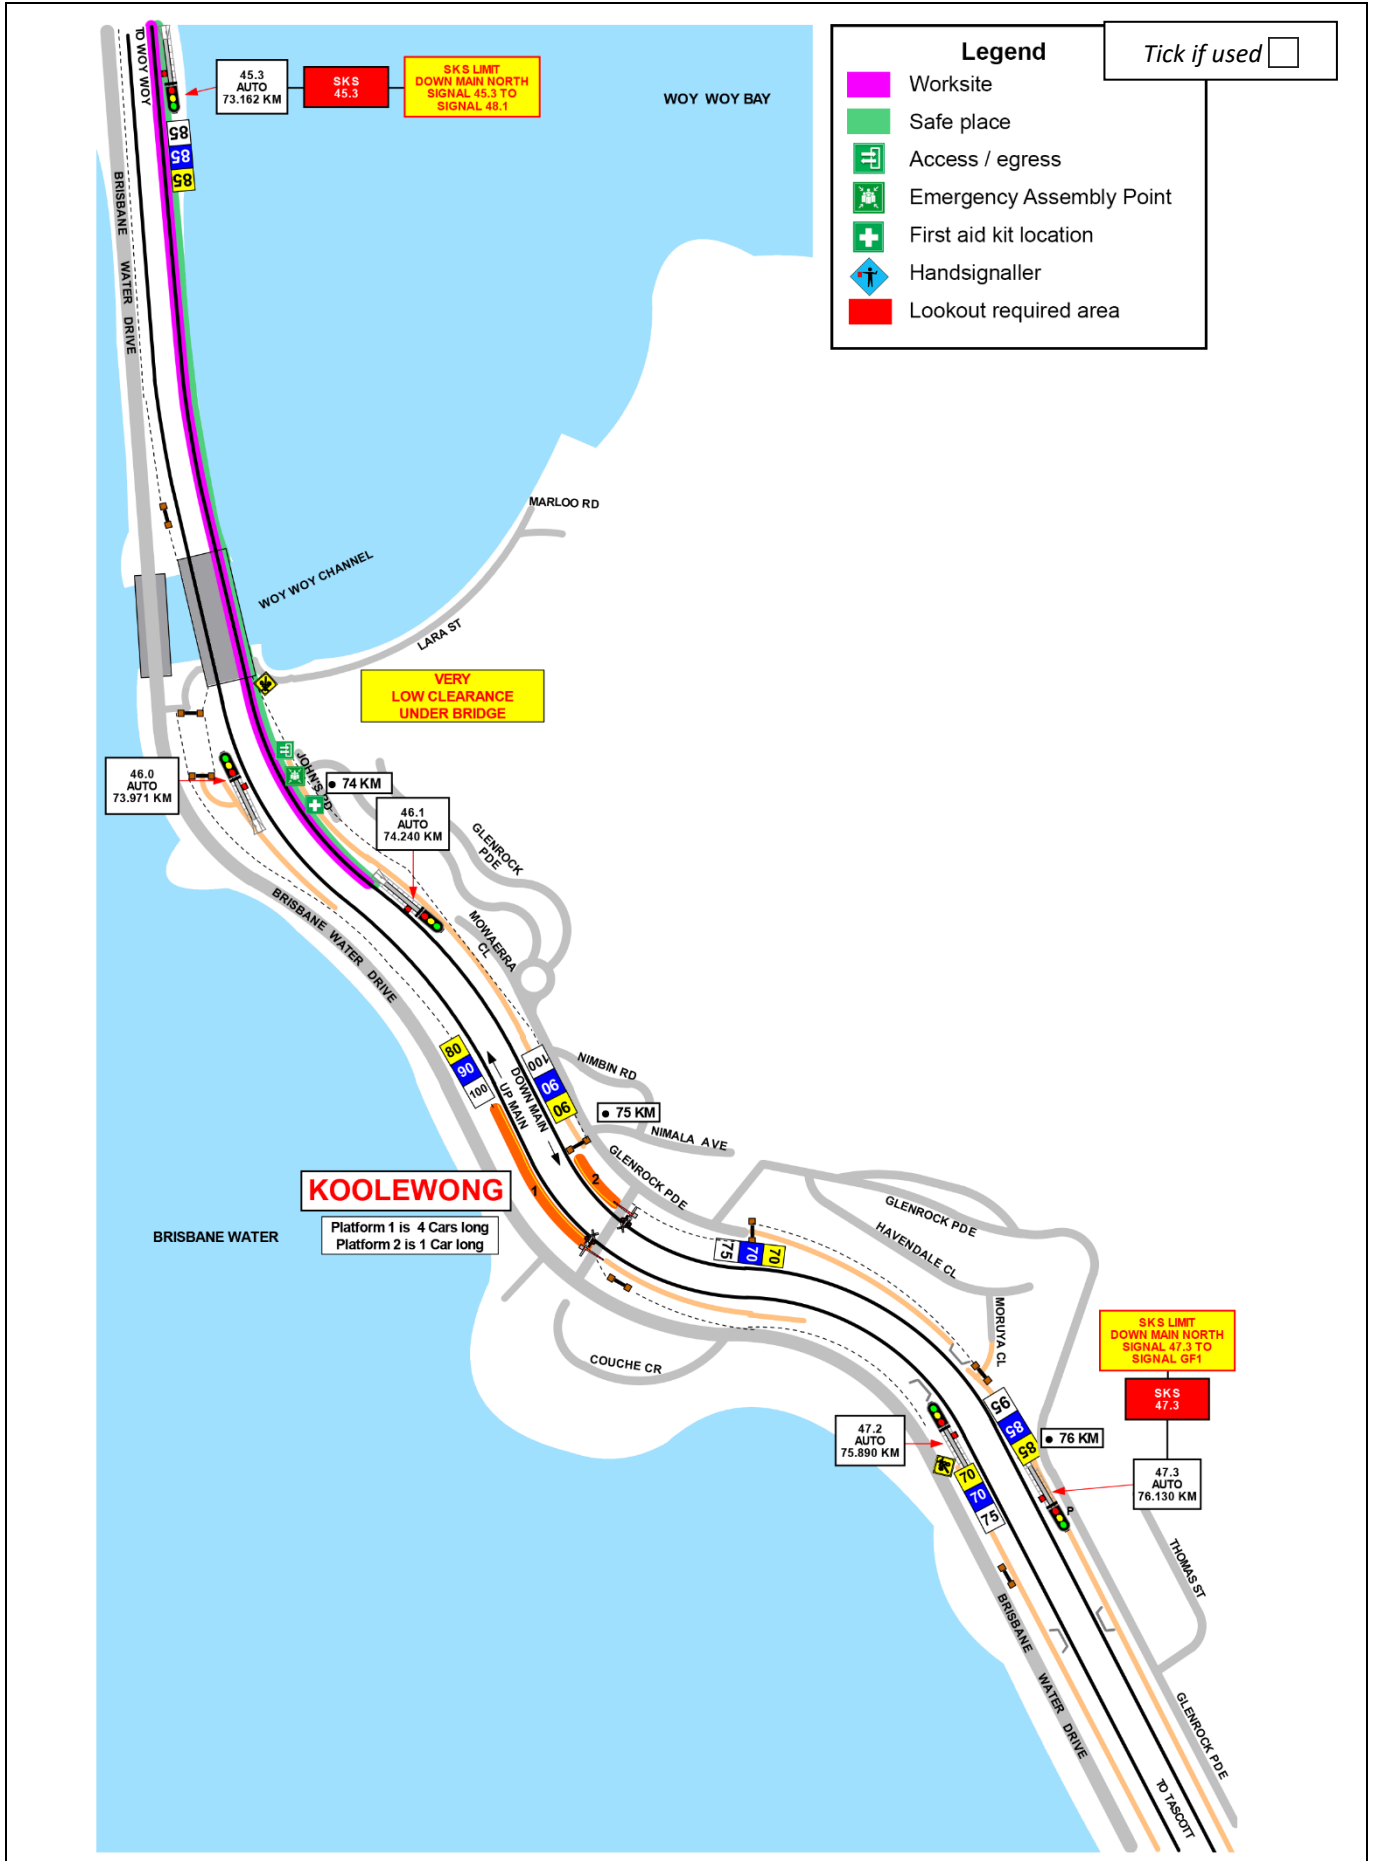 Legend
Worksite
Safe place
Access / egress
Emergency Assembly Point
First aid kit location
Handsignaller
Lookout required area
Tick if used
TO WOY WOY
45.3
AUTO
73.162 KM
SKS
45.3
SKS LIMIT
DOWN MAIN NORTH
SIGNAL 45.3 TO
SIGNAL 48.1
WOY WOY BAY
85
85
85
BRISBANE WATER DRIVE
MARLOO RD
WOY WOY CHANNEL
LARA ST
VERY
LOW CLEARANCE
UNDER BRIDGE
46.0
AUTO
73.971 KM
JOHN'S RD
74 KM
46.1
AUTO
74.240 KM
GLENROCK
PDE
MOWAERRA
CL
BRISBANE WATER DRIVE
80
90
100
UP MAIN
DOWN MAIN
100
90
90
NIMBIN RD
75 KM
NIMALA AVE
GLENROCK PDE
1
2
KOOLEWONG
Platform 1 is 4 Cars long
Platform 2 is 1 Car long
BRISBANE WATER
75
70
70
GLENROCK PDE
HAVENDALE CL
MORUYA CL
COUCHE CR
SKS LIMIT
DOWN MAIN NORTH
SIGNAL 47.3 TO
SIGNAL GF1
SKS
47.3
95
85
85
76 KM
47.2
AUTO
75.890 KM
47.3
AUTO
76.130 KM
P
70
70
75
THOMAS ST
BRISBANE WATER DRIVE
GLENROCK PDE
TO TASCOTT